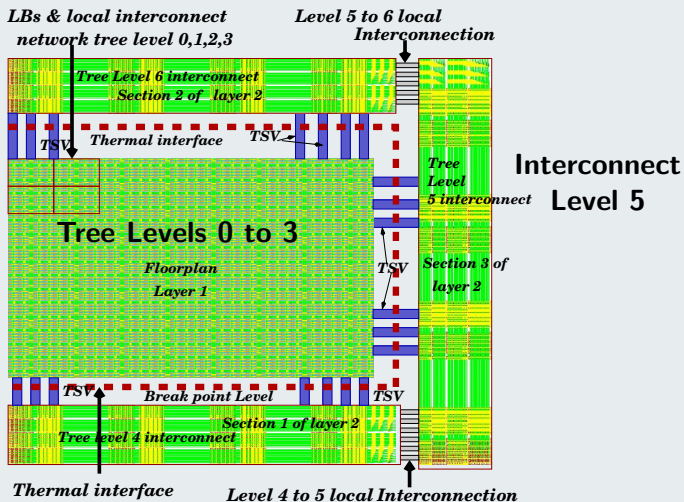 LBs & local interconnect
network tree level 0,1,2,3
Level 5 to 6 local
Interconnection
Tree Level 6 interconnect
Section 2 of layer 2
TSV
Thermal interface
TSV
Tree
Level
5 interconnect
Interconnect
Level 5
Tree Levels 0 to 3
Floorplan
Layer 1
TSV
Section 3 of
layer 2
TSV
Break point Level
TSV
Section 1 of layer 2
Tree level 4 interconnect
Thermal interface
Level 4 to 5 local Interconnection